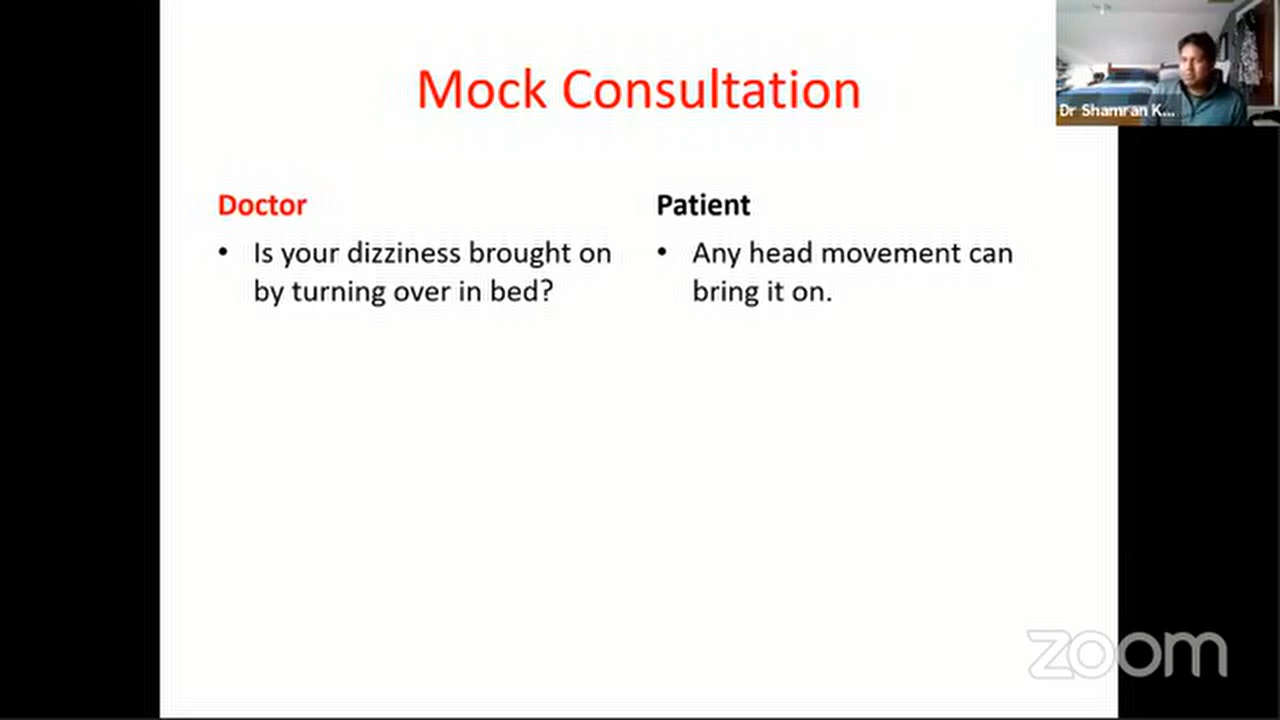 Mock Consultation
Dr Shamran K...
Doctor
• Is your dizziness brought on
by turning over in bed?
Patient
• Any head movement can
bring it on.
zoom